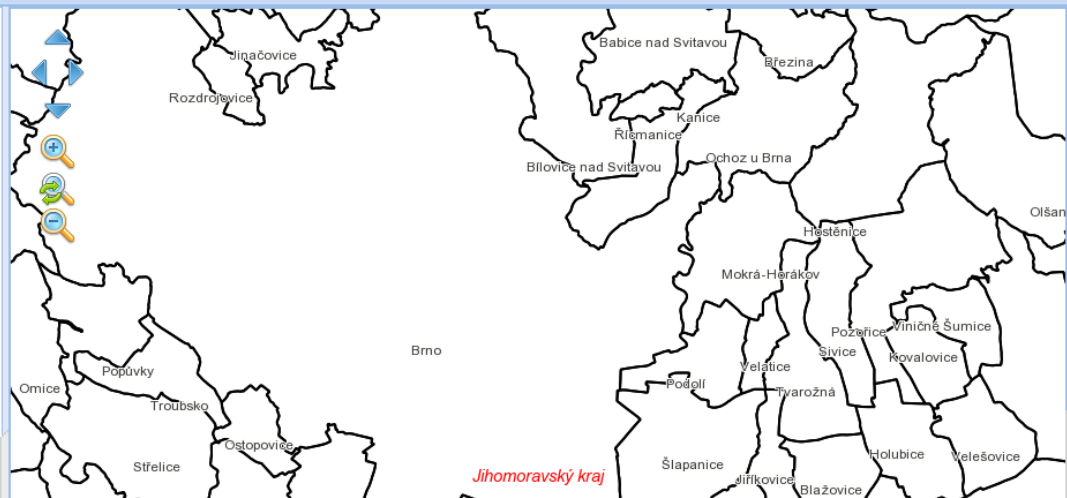 Babice nad Svitavou
Jinačovice
Březina
Rozdrojovice
Kanice
Řícmanice
Ochoz u Brna
Bílovice nad Svitavou
Olšan
Hostěnice
Mokrá-Horákov
Viničné Šumice
Pozořice
Brno
Sivice
Kovalovice
Velatice
Popůvky
Podolí
Omice
Tvarožná
Troubsko
Ostopovice
Holubice
Velešovice
Šlapanice
Střelice
Jihomoravský kraj
Jiříkovice
Blažovice